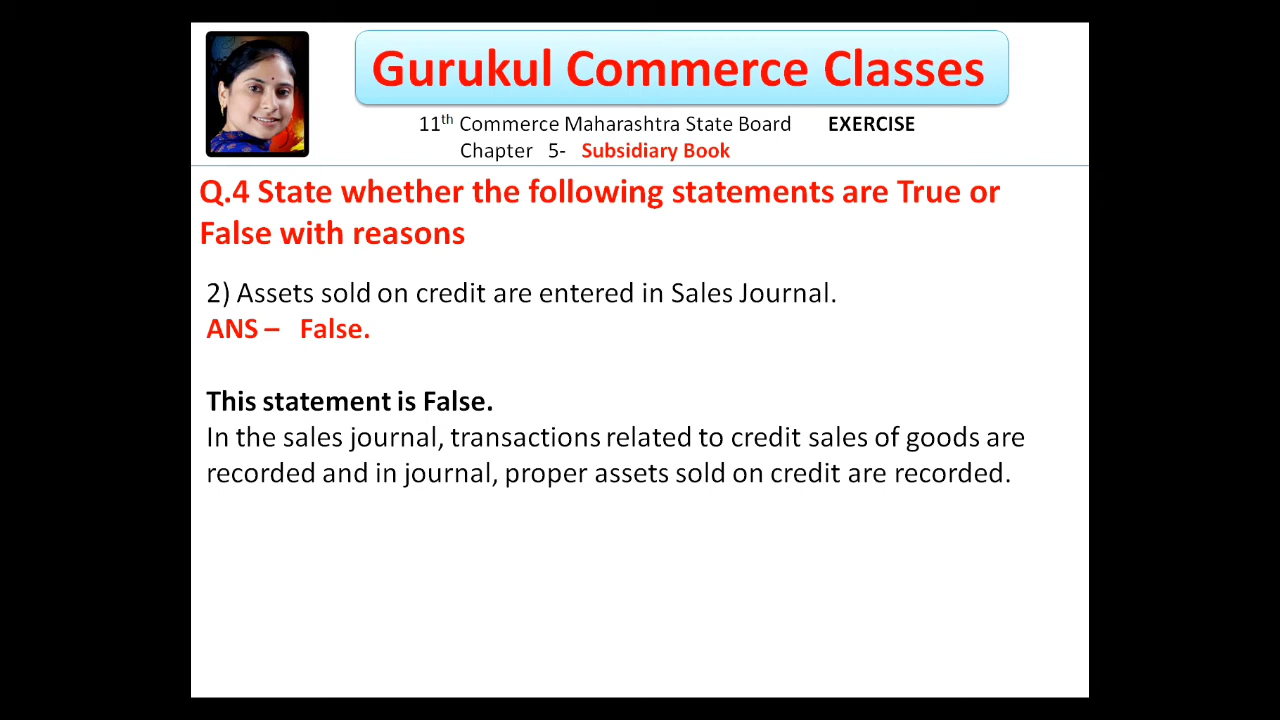 Gurukul Commerce Classes
11th Commerce Maharashtra State Board EXERCISE
Chapter 5- Subsidiary Book
Q.4 State whether the following statements are True or
False with reasons
2) Assets sold on credit are entered in Sales Journal.
ANS – False.
This statement is False.
In the sales journal, transactions related to credit sales of goods are
recorded and in journal, proper assets sold on credit are recorded.